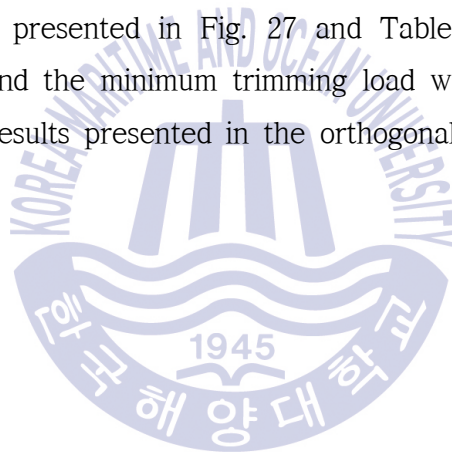 presented in Fig. 27 and Table
nd the minimum trimming load w
esults presented in the orthogonal
KOREA MARITIME AND OCEAN UNIVERSITY
1945
한국해양대학교